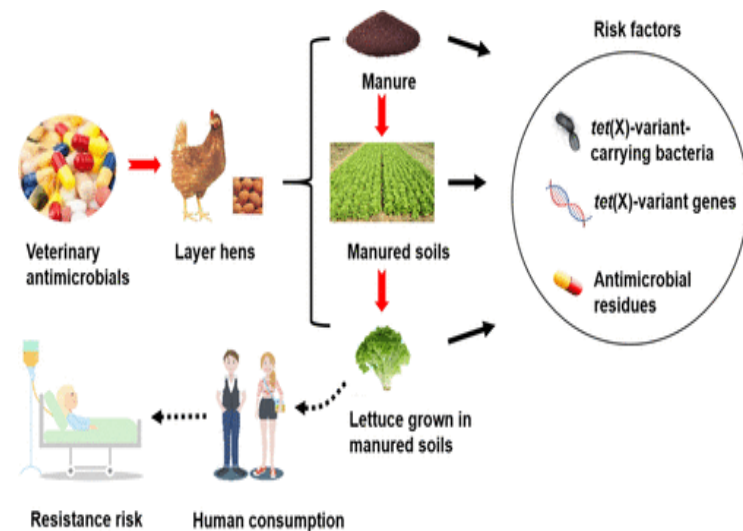 Risk factors
Manure
tet(X)-variant-
carrying bacteria
tet(X)-variant genes
Veterinary
antimicrobials
Layer hens
Manured soils
Antimicrobial
residues
Lettuce grown in
manured soils
Resistance risk
Human consumption